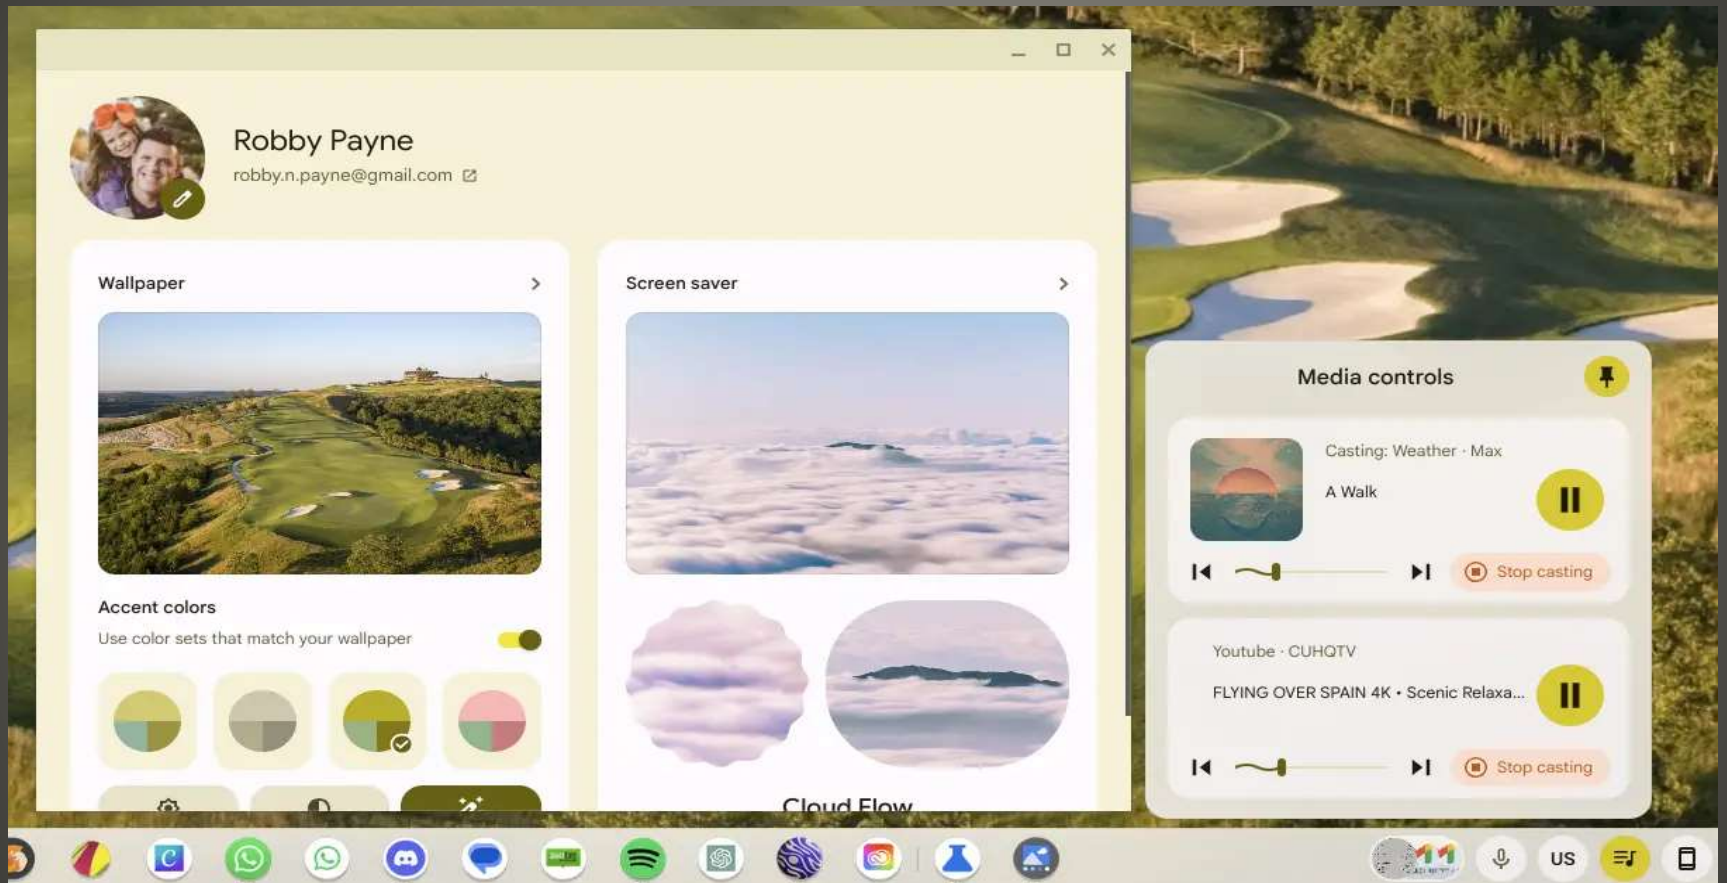 Robby Payne
robby.n.payne@gmail.com
Wallpaper
Screen saver
Accent colors
Use color sets that match your wallpaper
Cloud Flow
Media controls
Casting: Weather · Max
A Walk
Stop casting
Youtube · CUHQTV
FLYING OVER SPAIN 4K • Scenic Relaxa...
Stop casting
C
US